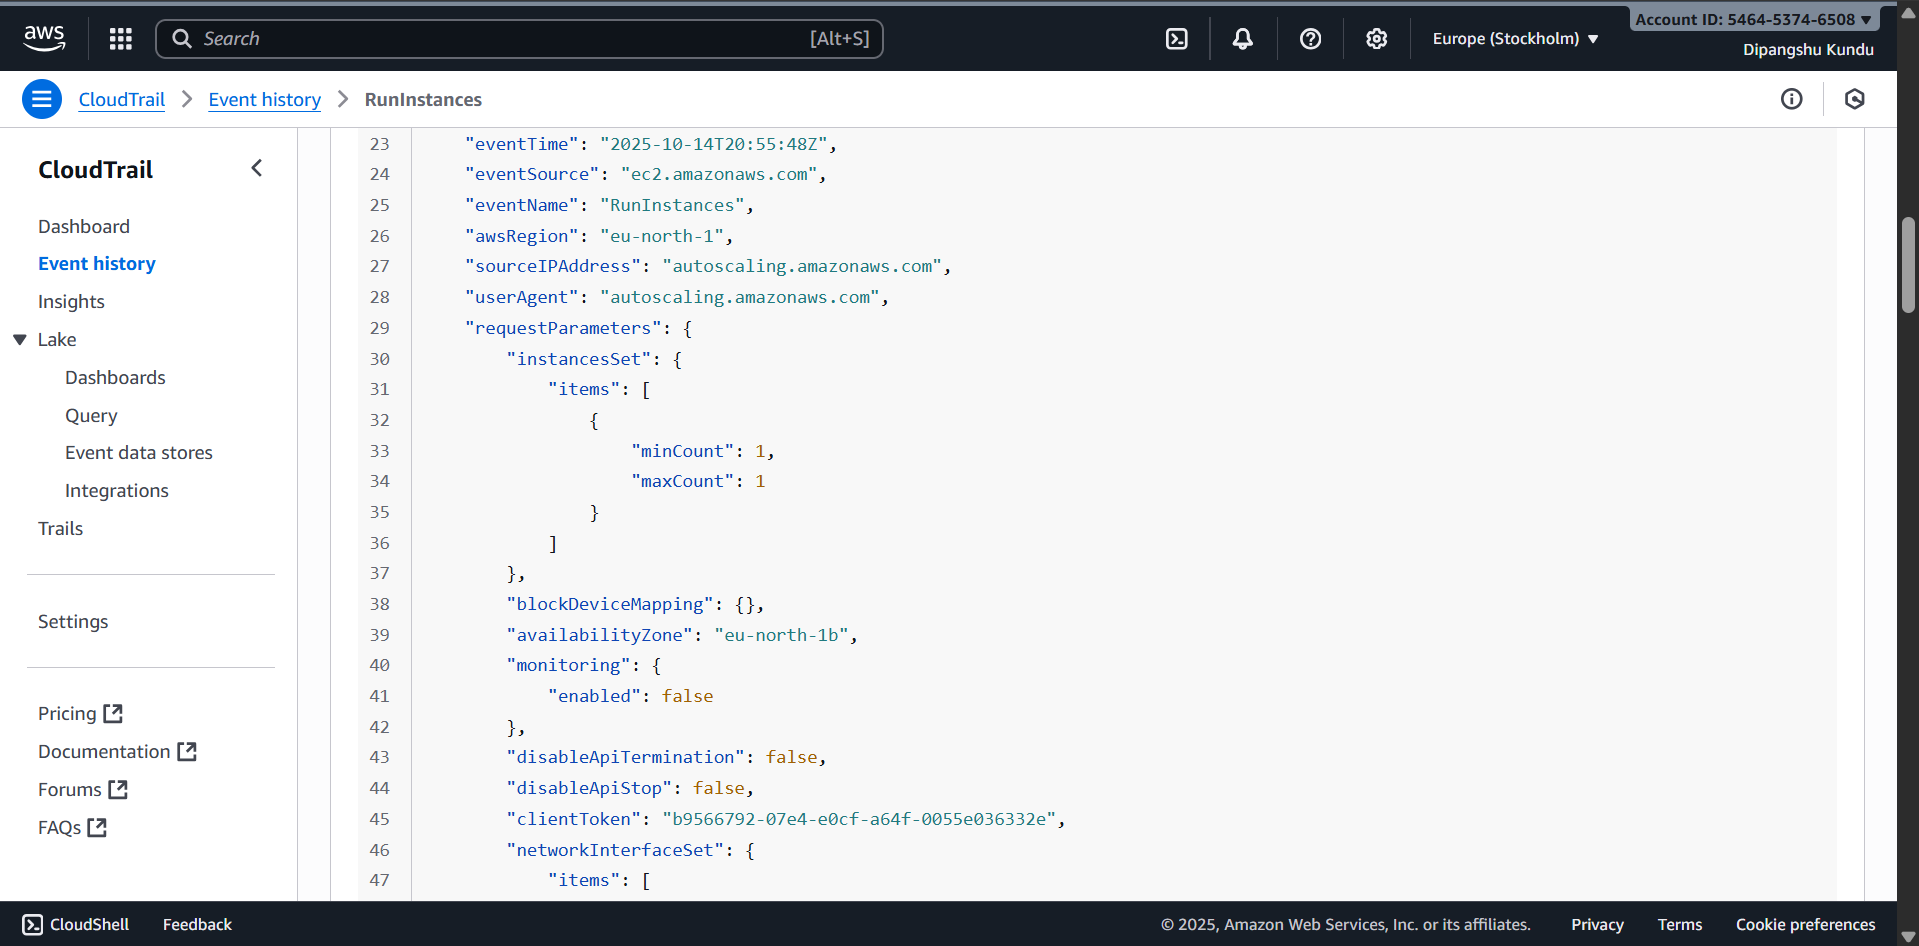 aws
Search
[Alt+S]
Europe (Stockholm)
Account ID: 5464-5374-6508
Dipangshu Kundu
CloudTrail
Event history
RunInstances
CloudTrail
Dashboard
Event history
Insights
Lake
Dashboards
Query
Event data stores
Integrations
Trails
Settings
Pricing
Documentation
Forums
FAQs
23 "eventTime": "2025-10-14T20:55:48Z",
24 "eventSource": "ec2.amazonaws.com",
25 "eventName": "RunInstances",
26 "awsRegion": "eu-north-1",
27 "sourceIPAddress": "autoscaling.amazonaws.com",
28 "userAgent": "autoscaling.amazonaws.com",
29 "requestParameters": {
30 "instancesSet": {
31 "items": [
32 {
33 "minCount": 1,
34 "maxCount": 1
35 }
36 ]
37 },
38 "blockDeviceMapping": {},
39 "availabilityZone": "eu-north-1b",
40 "monitoring": {
41 "enabled": false
42 },
43 "disableApiTermination": false,
44 "disableApiStop": false,
45 "clientToken": "b9566792-07e4-e0cf-a64f-0055e036332e",
46 "networkInterfaceSet": {
47 "items": [
CloudShell
Feedback
© 2025, Amazon Web Services, Inc. or its affiliates.
Privacy
Terms
Cookie preferences